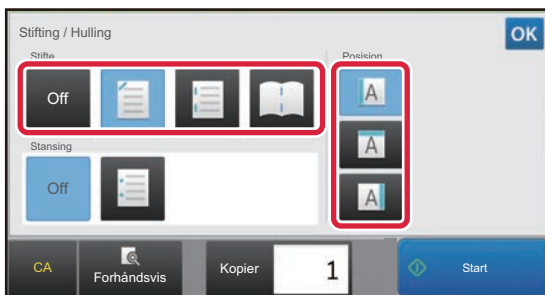 Stifting / Hulling
OK
Stifte
Posision
Off
A
A
A
Stansing
Off
CA
Forhåndsvis
Kopier
1
Start